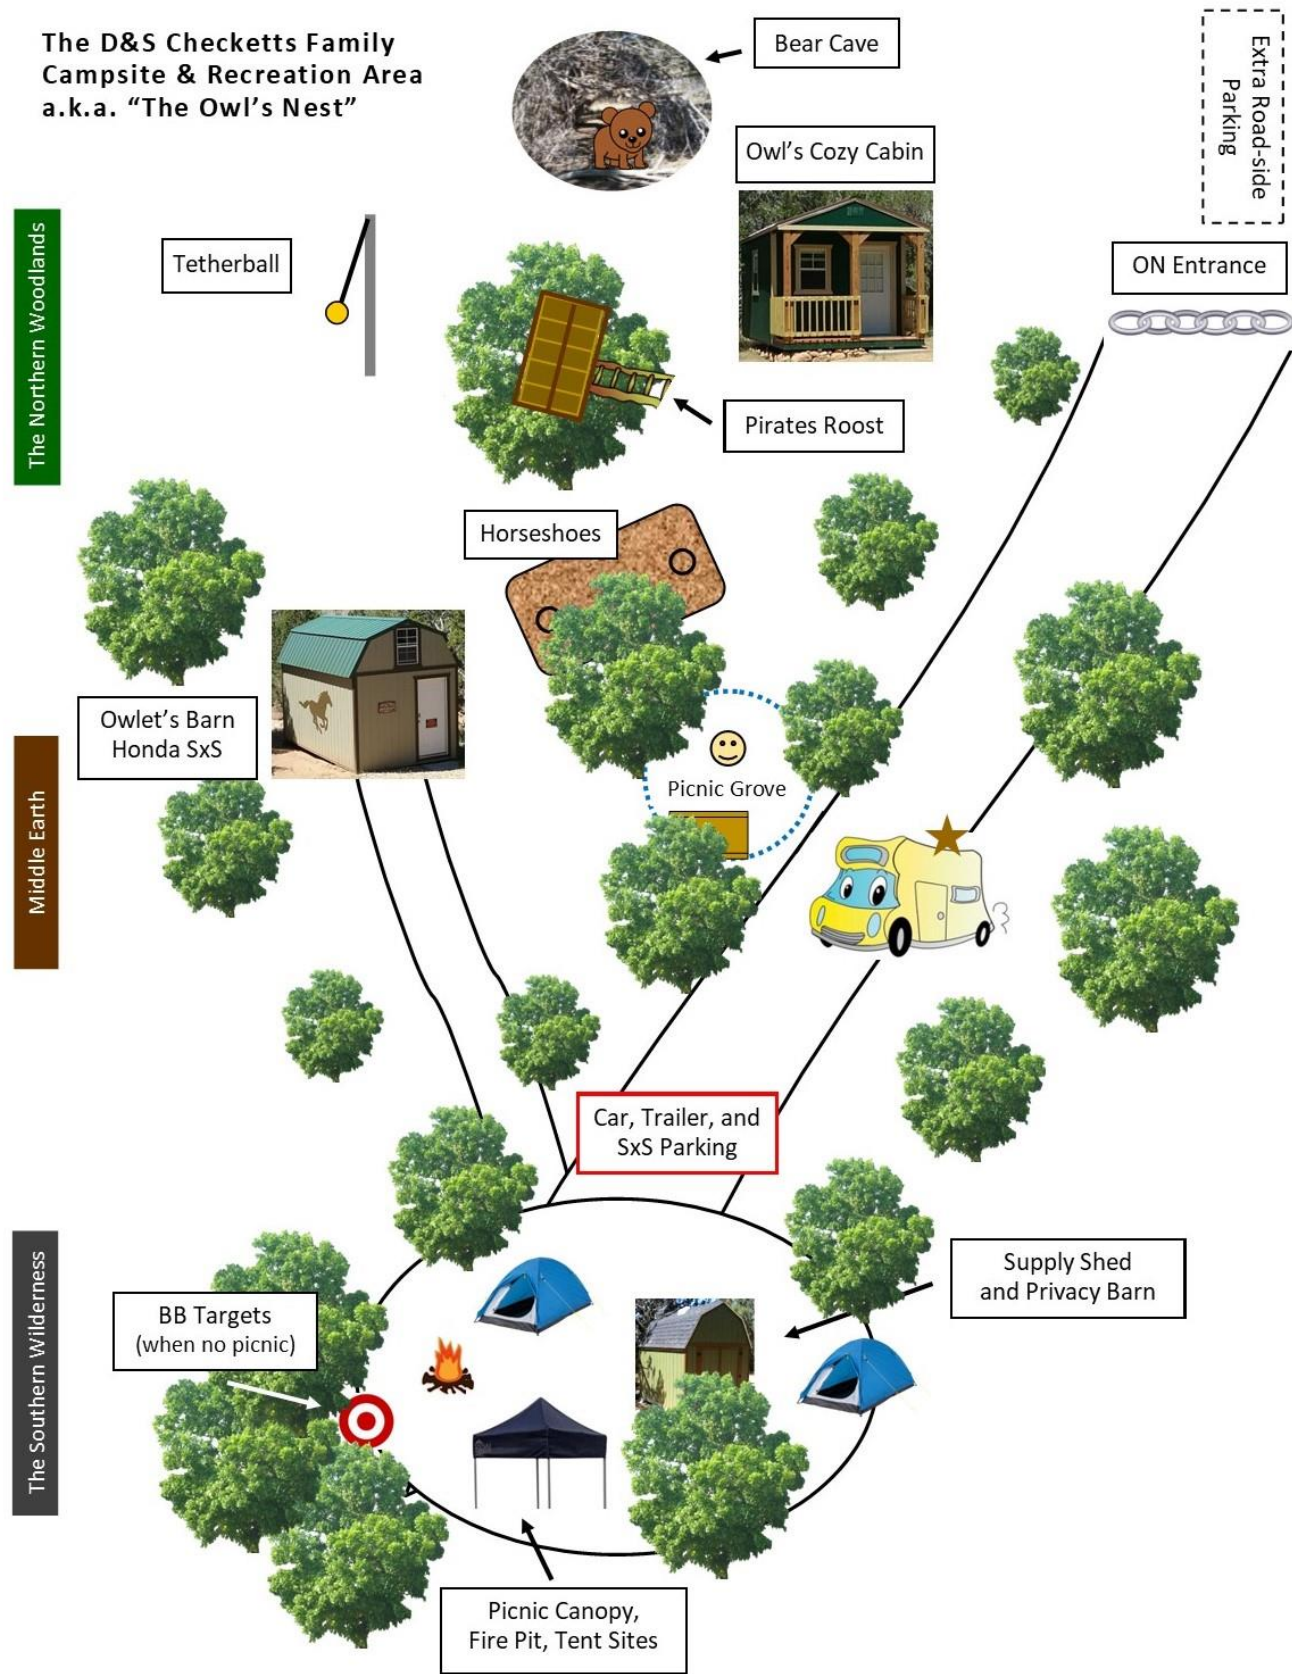 The D&S Checketts Family
Campsite & Recreation Area
a.k.a. “The Owl’s Nest”
Bear Cave
Extra Road-side
Parking
Owl’s Cozy Cabin
The Northern Woodlands
Tetherball
ON Entrance
Pirates Roost
Horseshoes
Owlet’s Barn
Honda SxS
Middle Earth
Picnic Grove
Car, Trailer, and
SxS Parking
The Southern Wilderness
Supply Shed
and Privacy Barn
BB Targets
(when no picnic)
Picnic Canopy,
Fire Pit, Tent Sites